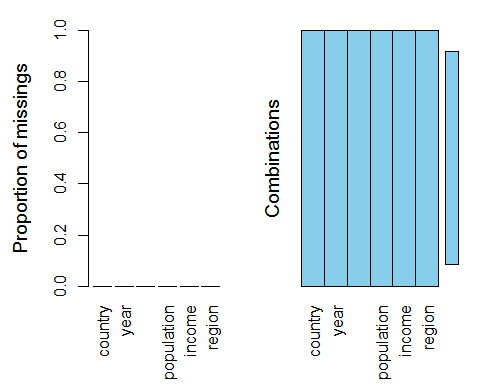 Proportion of missings
1.0
0.8
0.6
0.4
0.2
0.0
country
year
population
income
region
Combinations
country
year
population
income
region